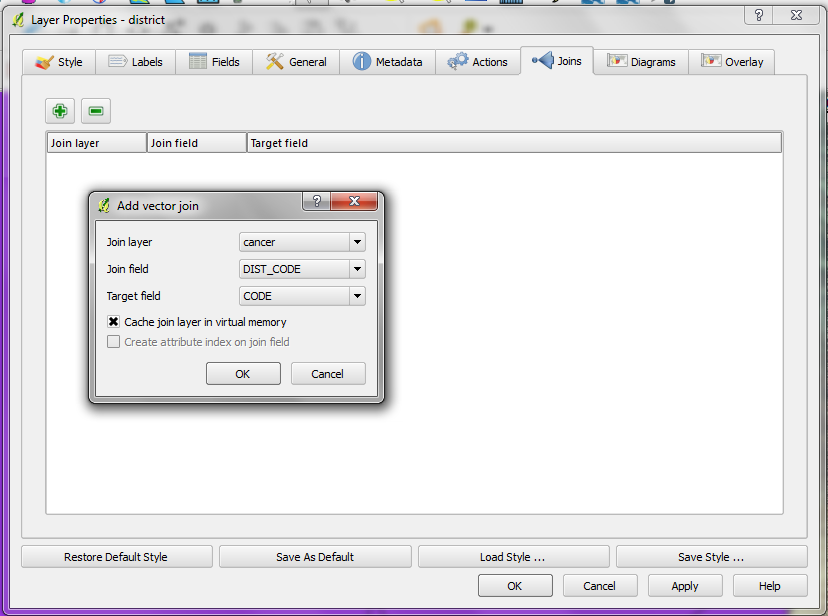 Layer Properties - district
?
Style Labels Fields General Metadata Actions Joins Diagrams Overlay
Join layer Join field Target field
Add vector join
?
Join layer cancer
Join field DIST_CODE
Target field CODE
Cache join layer in virtual memory
Create attribute index on join field
OK Cancel
Restore Default Style Save As Default Load Style ... Save Style ...
OK Cancel Apply Help